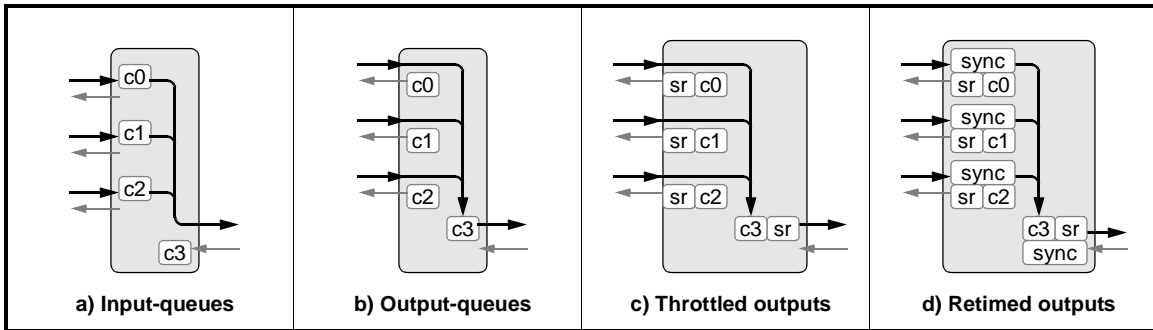 c0
c1
c2
c3
a) Input-queues
c0
c1
c2
c3
b) Output-queues
sr c0
sr c1
sr c2
c3 sr
c) Throttled outputs
sync
sr c0
sync
sr c1
sync
sr c2
c3 sr
sync
d) Retimed outputs